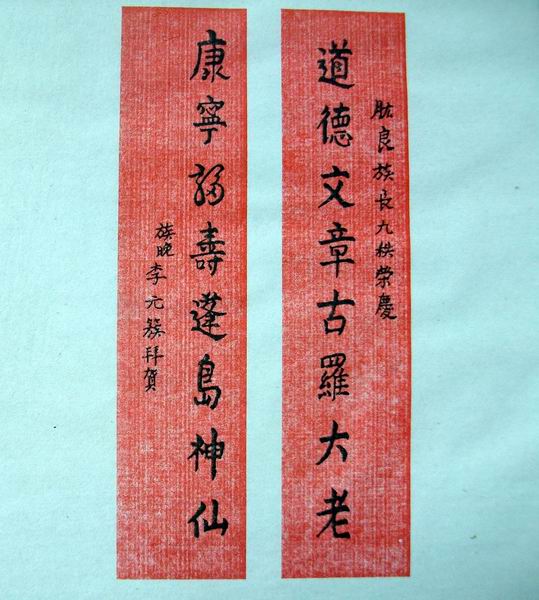 肱良族長九秩榮慶
道德文章古羅大老
康寧福壽蓬島神仙
族晚李元簇拜賀